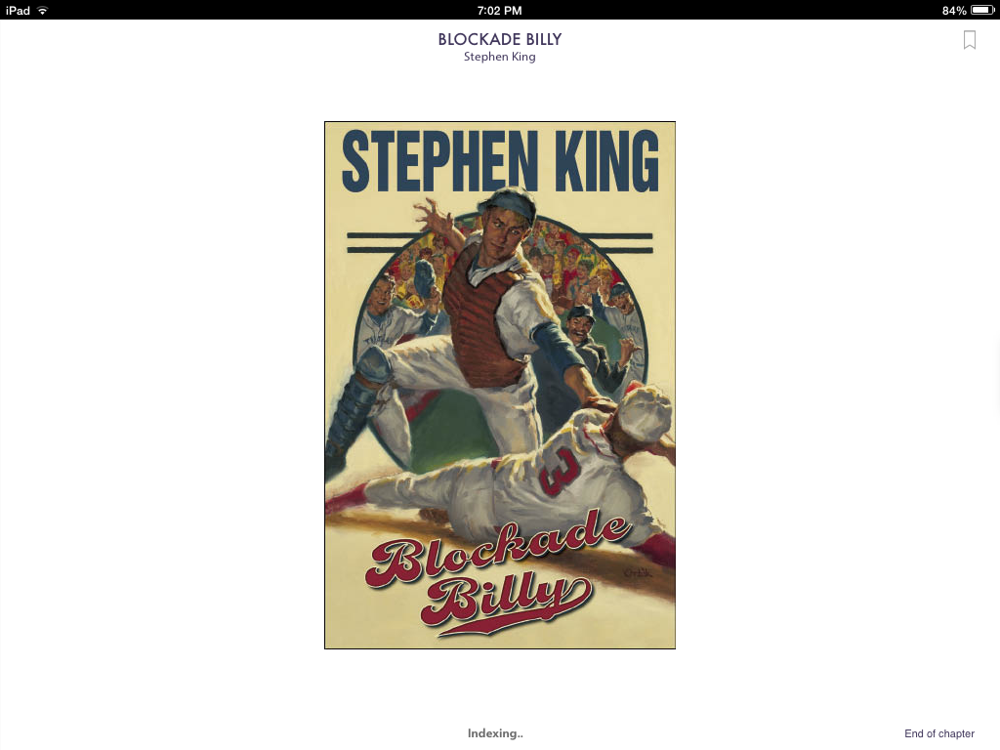 iPad
7:02 PM
84%
BLOCKADE BILLY
Stephen King
STEPHEN KING
3
Blockade
Billy
Indexing..
End of chapter